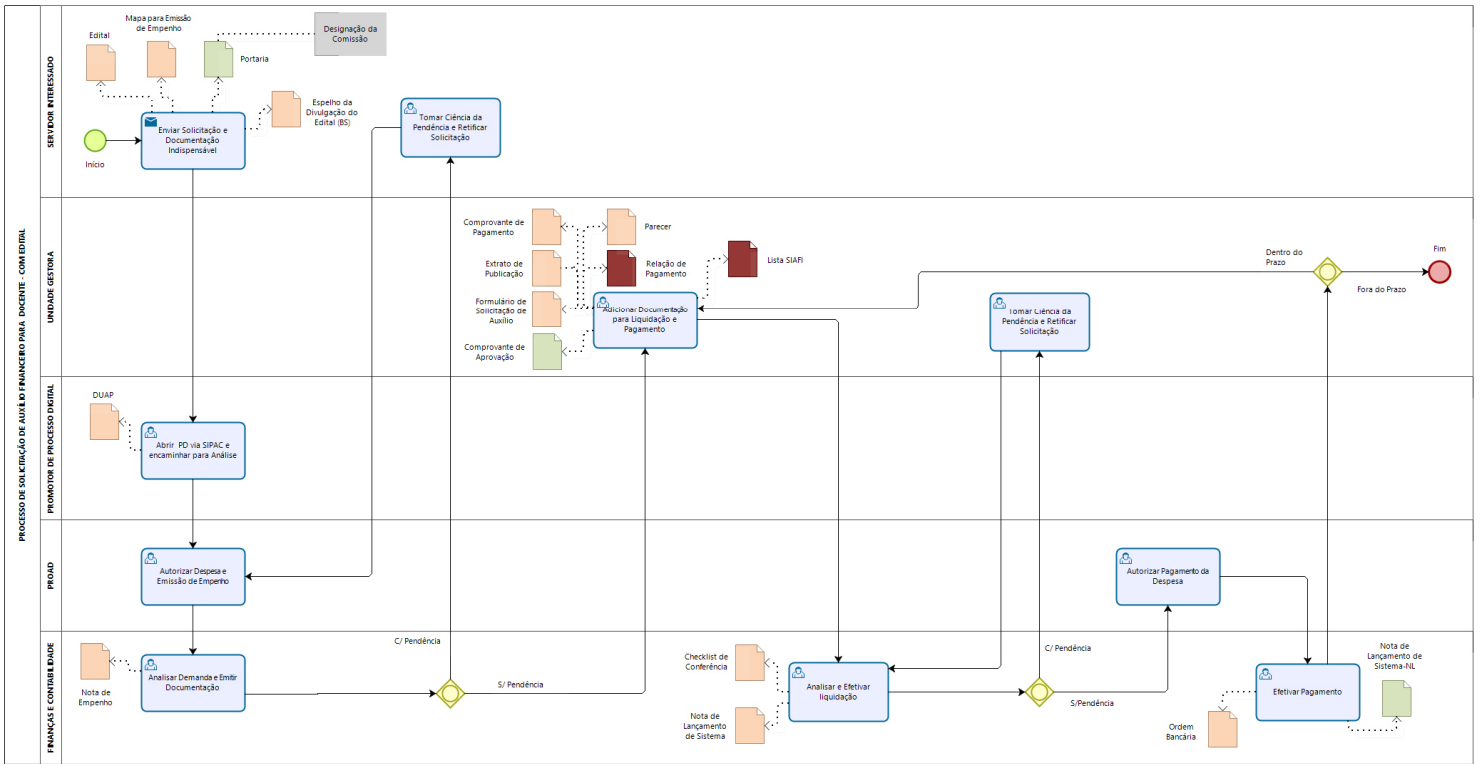 PROCESSO DE SOLICITAÇÃO DE AUXÍLIO FINANCEIRO PARA DOCENTE - COM EDITAL
SERVIDOR INTERESSADO
Edital
Mapa para Emissão
de Empenho
Portaria
Designação da
Comissão
Espelho da
Divulgação do
Edital (BS)
Início
Enviar Solicitação e
Documentação
Indispensável
Tomar Ciência da
Pendência e Retificar
Solicitação
UNIDADE GESTORA
Comprovante de
Pagamento
Parecer
Extrato de
Publicação
Relação de
Pagamento
Lista SIAFI
Formulário de
Solicitação de
Auxílio
Comprovante de
Aprovação
Adicionar Documentação
para Liquidação e
Pagamento
Tomar Ciência da
Pendência e Retificar
Solicitação
Dentro do
Prazo
Fora do Prazo
Fim
PROMOTOR DE PROCESSO DIGITAL
DUAP
Abrir PD via SIPAC e
encaminhar para Análise
PROAD
Autorizar Despesa e
Emissão de Empenho
Autorizar Pagamento da
Despesa
FINANÇAS E CONTABILIDADE
Nota de
Empenho
Analisar Demanda e Emitir
Documentação
C/ Pendência
S/ Pendência
Checklist de
Conferência
Nota de
Lançamento
de Sistema
Analisar e Efetivar
liquidação
C/ Pendência
S/Pendência
Ordem
Bancária
Efetivar Pagamento
Nota de
Lançamento de
Sistema-NL